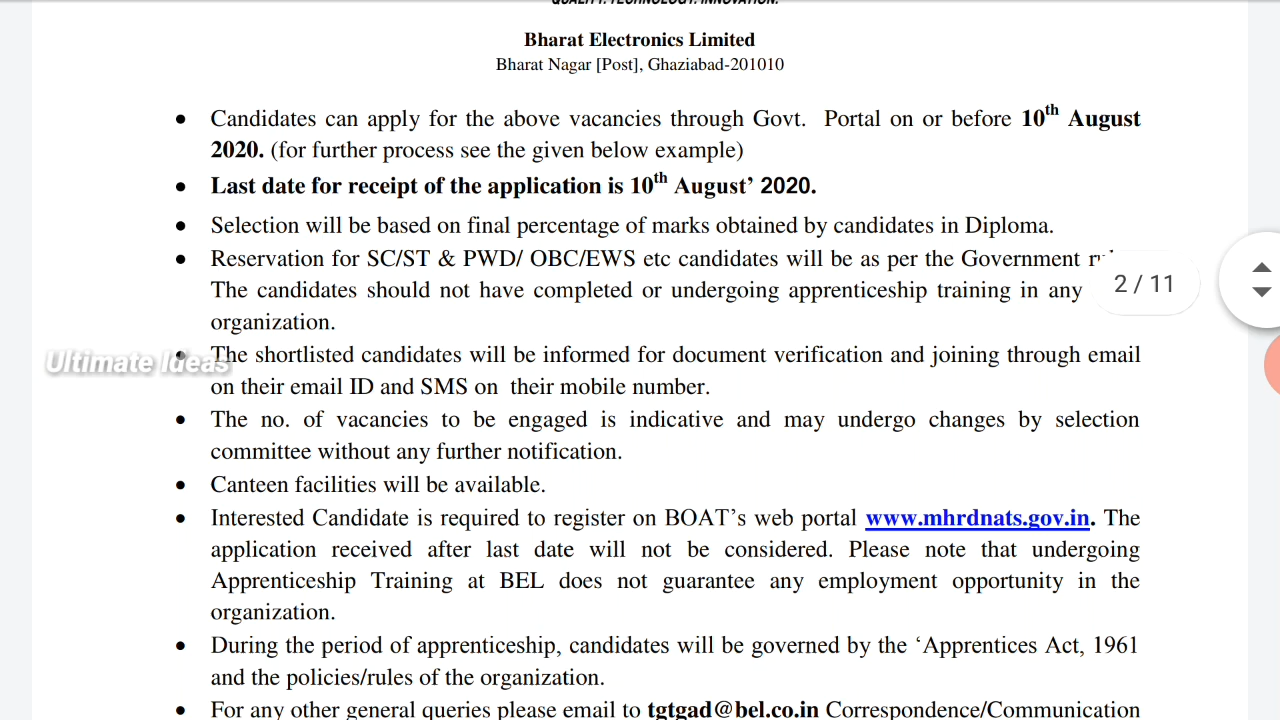 QUALITY. TECHNOLOGY. INNOVATION.
Bharat Electronics Limited
Bharat Nagar [Post], Ghaziabad-201010
• Candidates can apply for the above vacancies through Govt. Portal on or before 10th August
2020. (for further process see the given below example)
• Last date for receipt of the application is 10th August’ 2020.
• Selection will be based on final percentage of marks obtained by candidates in Diploma.
• Reservation for SC/ST & PWD/ OBC/EWS etc candidates will be as per the Government
The candidates should not have completed or undergoing apprenticeship training in any
organization.
2 / 11
Ultimate Ideas
• The shortlisted candidates will be informed for document verification and joining through email
on their email ID and SMS on their mobile number.
• The no. of vacancies to be engaged is indicative and may undergo changes by selection
committee without any further notification.
• Canteen facilities will be available.
• Interested Candidate is required to register on BOAT’s web portal www.mhrdnats.gov.in. The
application received after last date will not be considered. Please note that undergoing
Apprenticeship Training at BEL does not guarantee any employment opportunity in the
organization.
• During the period of apprenticeship, candidates will be governed by the ‘Apprentices Act, 1961
and the policies/rules of the organization.
• For any other general queries please email to tgtgad@bel.co.in Correspondence/Communication